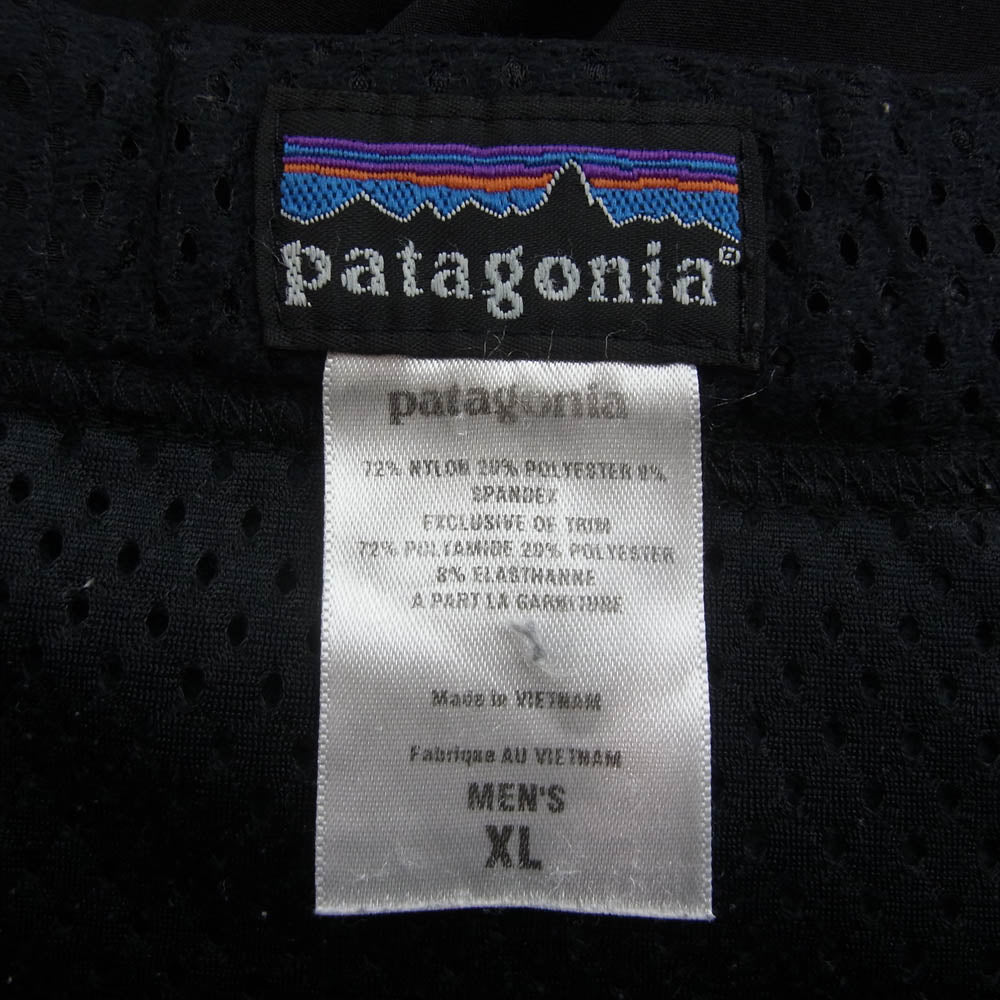 patagonia®
patagonia
72% NYLON 20% POLYESTER 8%
SPANDEX
EXCLUSIVE OF TRIM
72% POLYAMIDE 20% POLYESTER
8% ELASTHANNE
A PART LA GARNITURE
Made in VIETNAM
Fabrique AU VIETNAM
MEN'S
XL